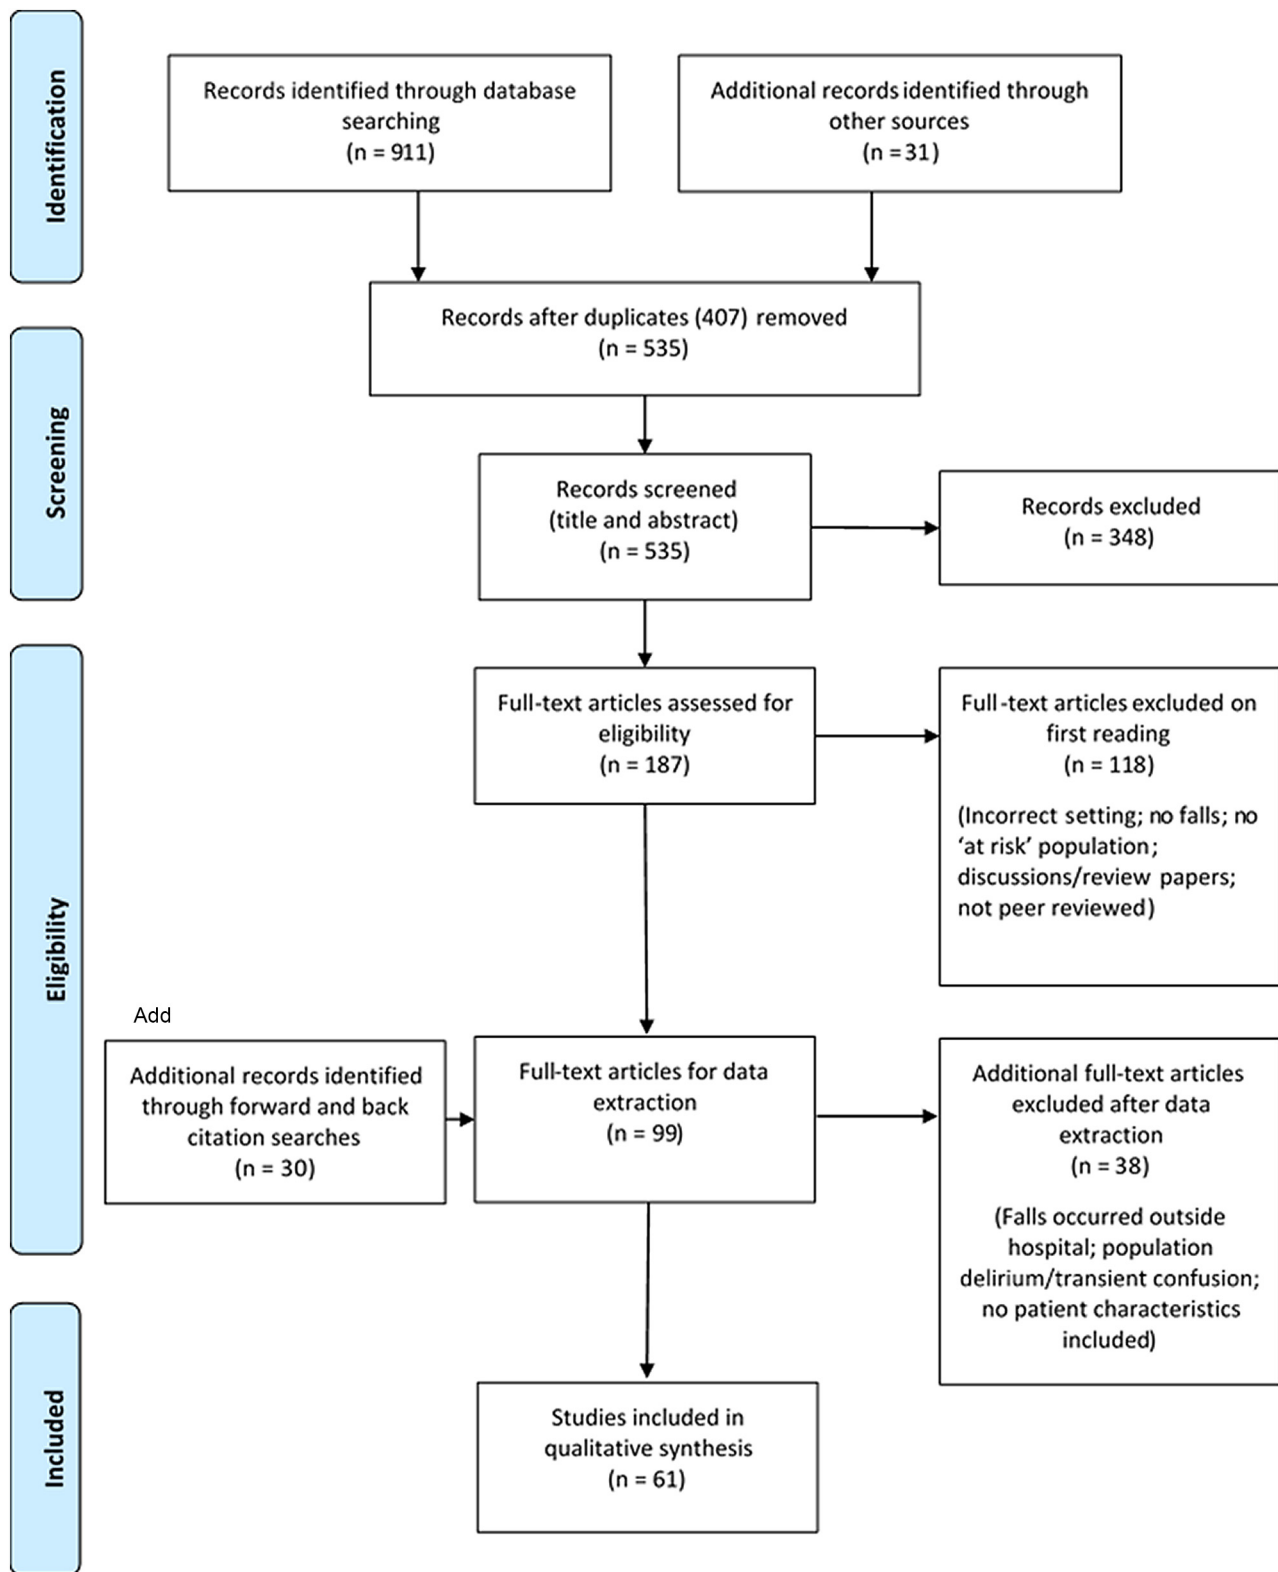 Identification
Records identified through database
searching
(n = 911)
Additional records identified through
other sources
(n = 31)
Records after duplicates (407) removed
(n = 535)
Screening
Records screened
(title and abstract)
(n = 535)
Records excluded
(n = 348)
Eligibility
Full-text articles assessed for
eligibility
(n = 187)
Full-text articles excluded on
first reading
(n = 118)
(Incorrect setting; no falls; no
‘at risk’ population;
discussions/review papers;
not peer reviewed)
Add
Additional records identified
through forward and back
citation searches
(n = 30)
Full-text articles for data
extraction
(n = 99)
Additional full-text articles
excluded after data
extraction
(n = 38)
(Falls occurred outside
hospital; population
delirium/transient confusion;
no patient characteristics
included)
Included
Studies included in
qualitative synthesis
(n = 61)